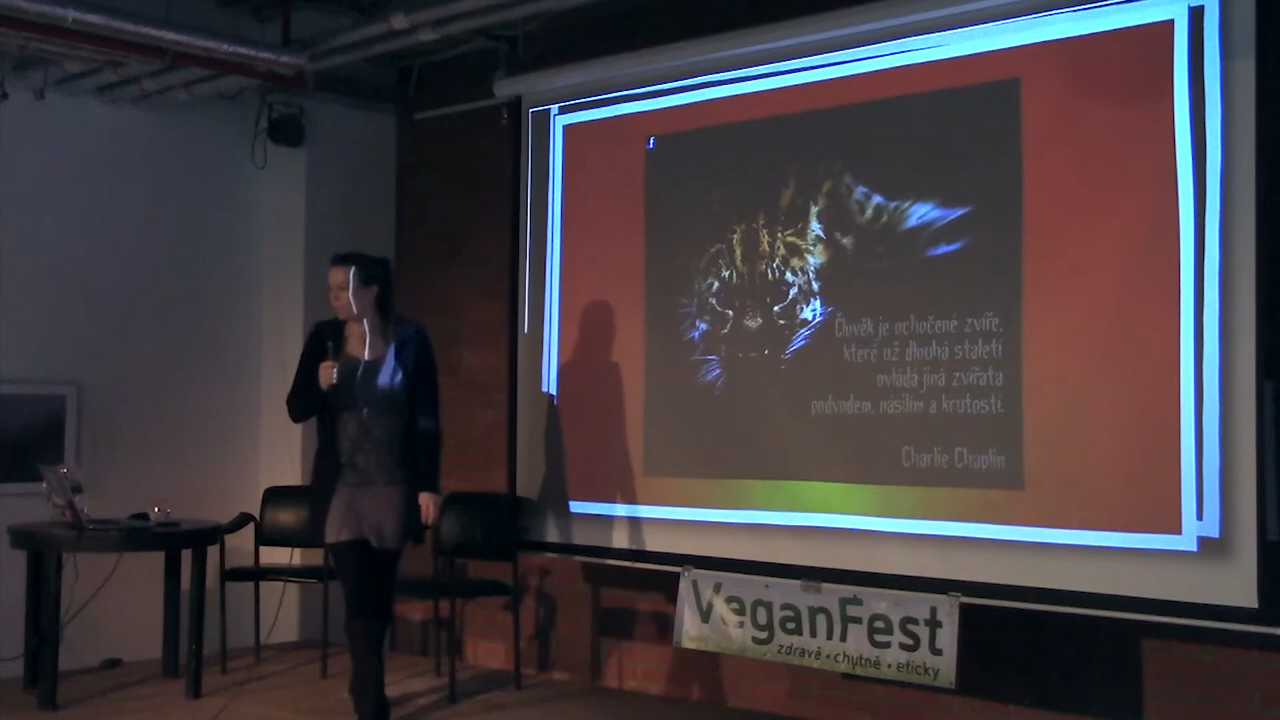 f
Člověk je ochočené zvíře,
které už dlouhá staletí
ovládá jiná zvířata
podvodem, násilím a krutostí.
Charlie Chaplin
VeganFest
zdravě • chutně • eticky